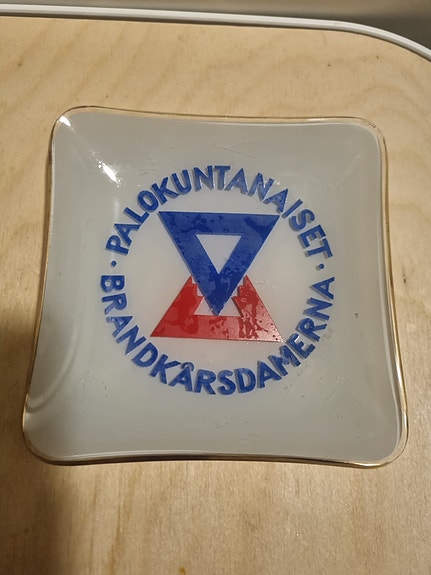 · PALOKUNTANAISET ·
BRANDKÅRSDAMERNA